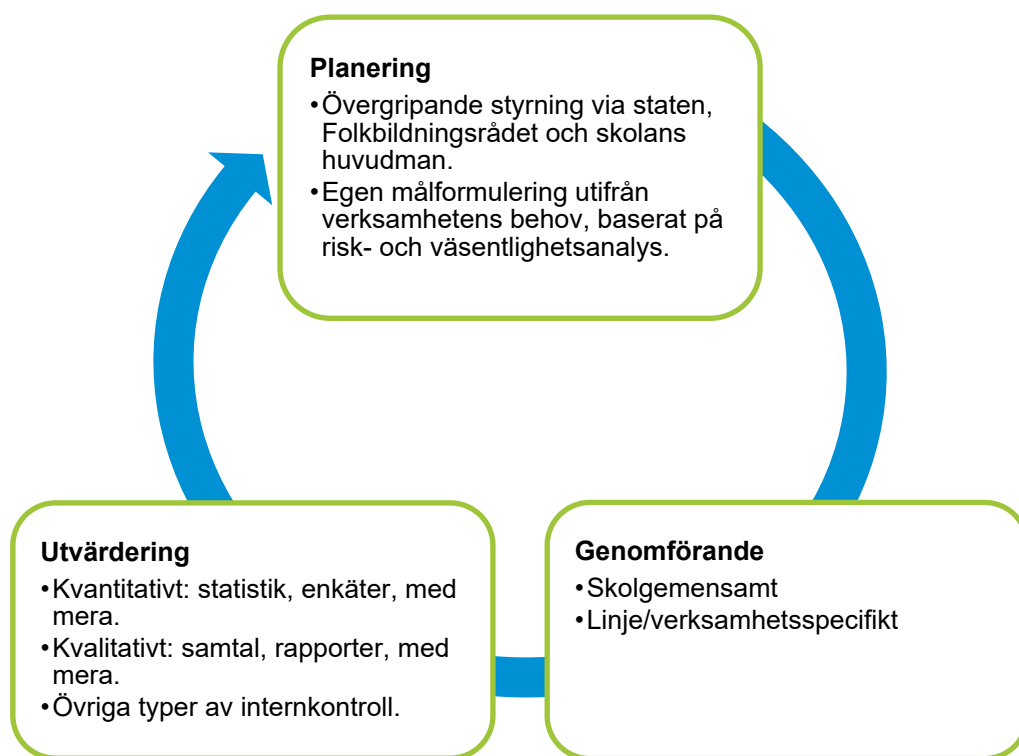 Planering
•Övergripande styrning via staten,
Folkbildningsrådet och skolans
huvudman.
•Egen målformulering utifrån
verksamhetens behov, baserat på
risk- och väsentlighetsanalys.
Utvärdering
•Kvantitativt: statistik, enkäter, med
mera.
•Kvalitativt: samtal, rapporter, med
mera.
•Övriga typer av internkontroll.
Genomförande
•Skolgemensamt
•Linje/verksamhetsspecifikt